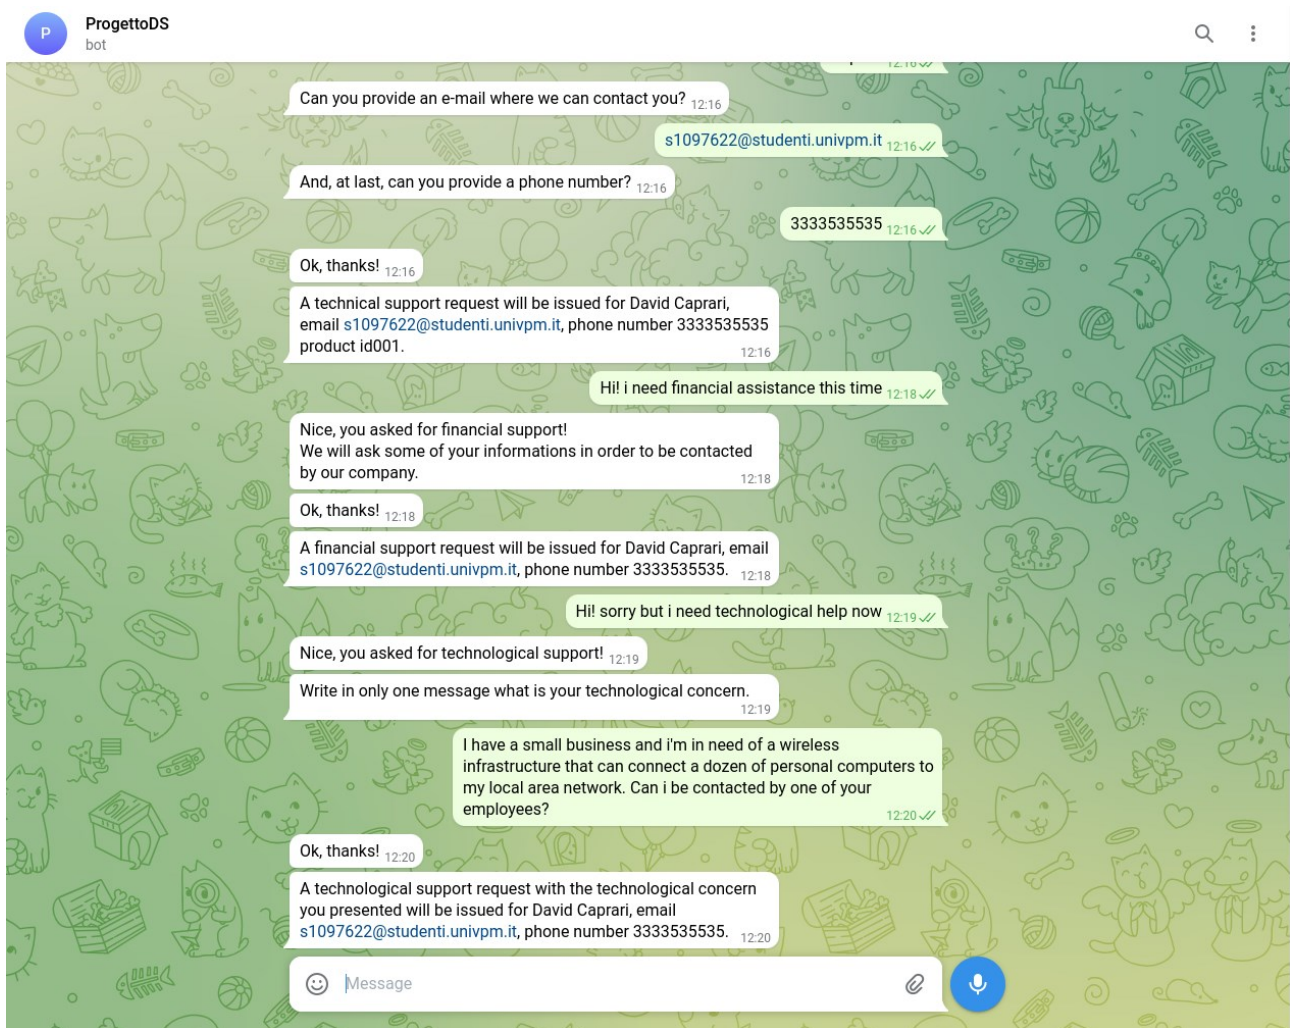 P
ProgettoDS
bot
12:16
Can you provide an e-mail where we can contact you? 12:16
s1097622@studenti.univpm.it 12:16
And, at last, can you provide a phone number? 12:16
3333535535 12:16
Ok, thanks! 12:16
A technical support request will be issued for David Caprari,
email s1097622@studenti.univpm.it, phone number 3333535535
product id001. 12:16
Hi! i need financial assistance this time 12:18
Nice, you asked for financial support!
We will ask some of your informations in order to be contacted
by our company. 12:18
Ok, thanks! 12:18
A financial support request will be issued for David Caprari, email
s1097622@studenti.univpm.it, phone number 3333535535. 12:18
Hi! sorry but i need technological help now 12:19
Nice, you asked for technological support! 12:19
Write in only one message what is your technological concern.
12:19
I have a small business and i'm in need of a wireless
infrastructure that can connect a dozen of personal computers to
my local area network. Can i be contacted by one of your
employees? 12:20
Ok, thanks! 12:20
A technological support request with the technological concern
you presented will be issued for David Caprari, email
s1097622@studenti.univpm.it, phone number 3333535535. 12:20
Message